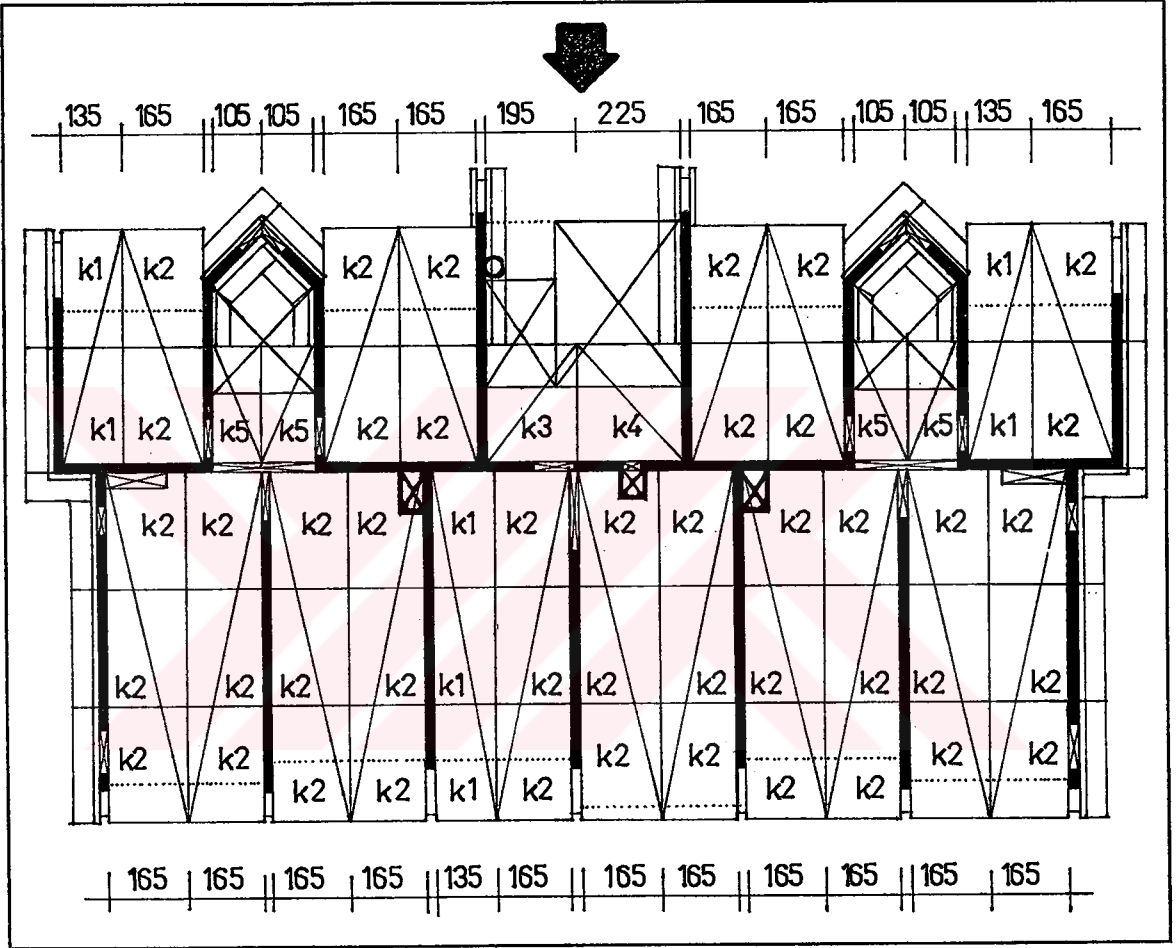 135 165 105 105 165 165 195 225 165 165 105 105 135 165
k1 k2 k2 k2 k2 k2 k1 k2
k1 k2 k5 k5 k2 k2 k3 k4 k2 k2 k5 k5 k1 k2
k2 k2 k2 k2 k1 k2 k2 k2 k2 k2 k2 k2
k2 k2 k2 k2 k1 k2 k2 k2 k2 k2 k2 k2
k2 k2 k2 k2 k2 k2
k2 k2 k1 k2 k2 k2
165 165 165 165 135 165 165 165 165 165 165 165